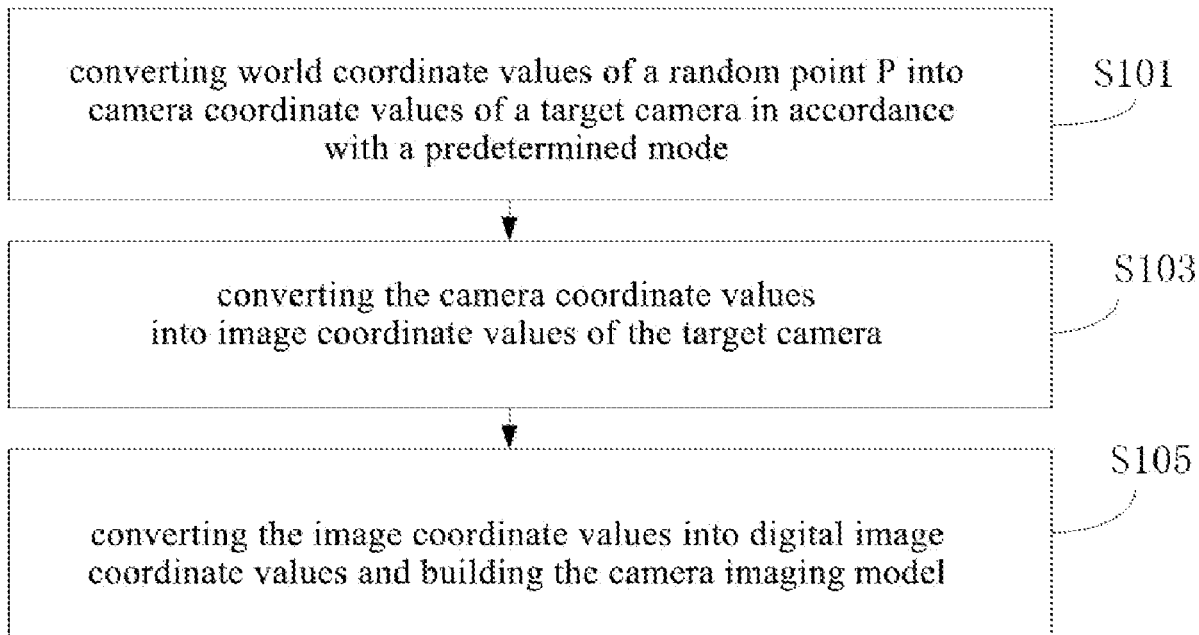 converting world coordinate values of a random point P into
camera coordinate values of a target camera in accordance
with a predetermined mode
S101
converting the camera coordinate values
into image coordinate values of the target camera
S103
converting the image coordinate values into digital image
coordinate values and building the camera imaging model
S105